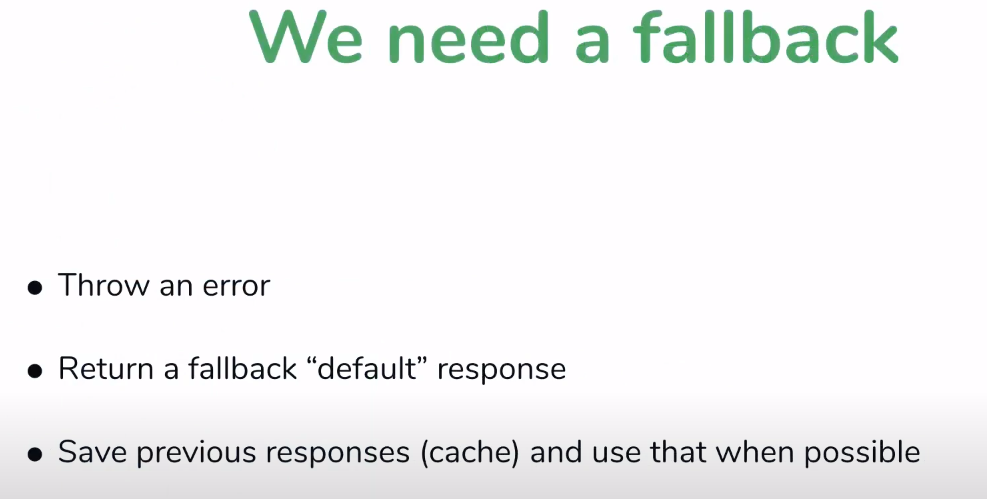 We need a fallback
● Throw an error
● Return a fallback “default” response
● Save previous responses (cache) and use that when possible